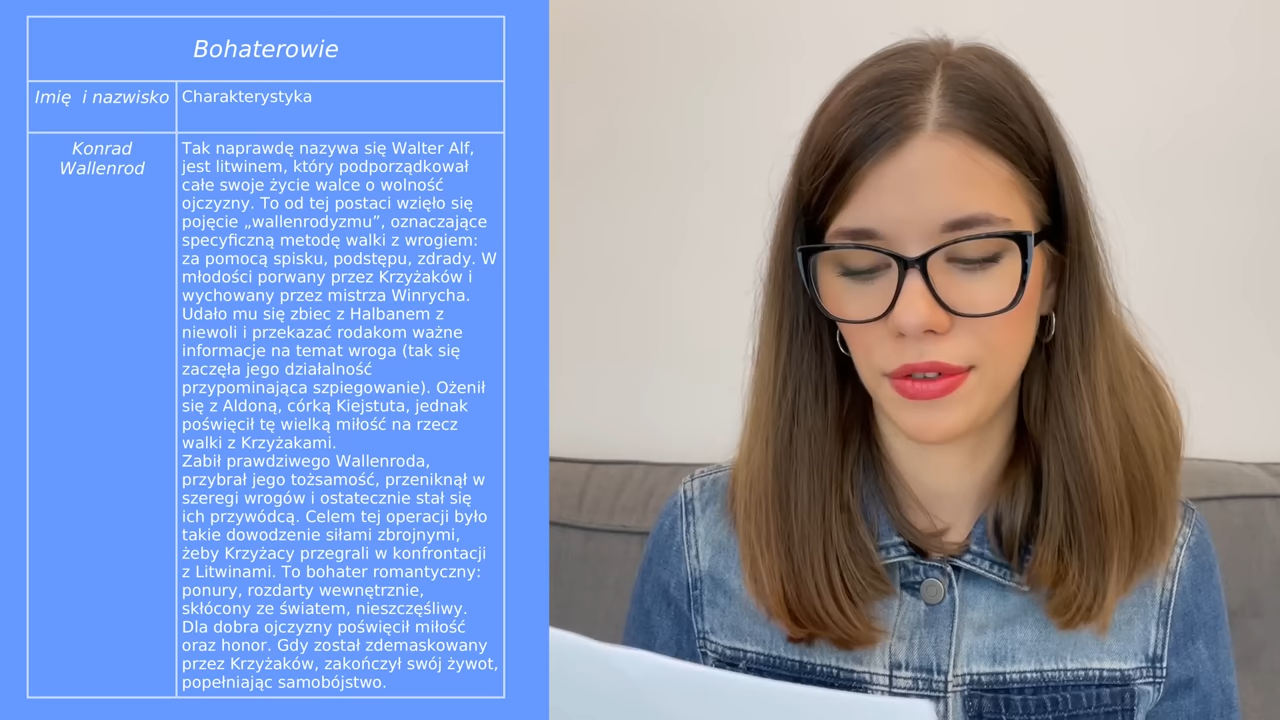 Bohaterowie
Imię i nazwisko
Charakterystyka
Konrad
Wallenrod
Tak naprawdę nazywa się Walter Alf,
jest litwinem, który podporządkował
całe swoje życie walce o wolność
ojczyzny. To od tej postaci wzięło się
pojęcie „wallenrodyzmu”, oznaczające
specyficzną metodę walki z wrogiem:
za pomocą spisku, podstępu, zdrady. W
młodości porwany przez Krzyżaków i
wychowany przez mistrza Winrycha.
Udało mu się zbiec z Halbanem z
niewoli i przekazać rodakom ważne
informacje na temat wroga (tak się
zaczęła jego działalność
przypominająca szpiegowanie). Ożenił
się z Aldoną, córką Kiejstuta, jednak
poświęcił tę wielką miłość na rzecz
walki z Krzyżakami.
Zabił prawdziwego Wallenroda,
przybrał jego tożsamość, przeniknął w
szeregi wrogów i ostatecznie stał się
ich przywódcą. Celem tej operacji było
takie dowodzenie siłami zbrojnymi,
żeby Krzyżacy przegrali w konfrontacji
z Litwinami. To bohater romantyczny:
ponury, rozdarty wewnętrznie,
skłócony ze światem, nieszczęśliwy.
Dla dobra ojczyzny poświęcił miłość
oraz honor. Gdy został zdemaskowany
przez Krzyżaków, zakończył swój żywot,
popełniając samobójstwo.